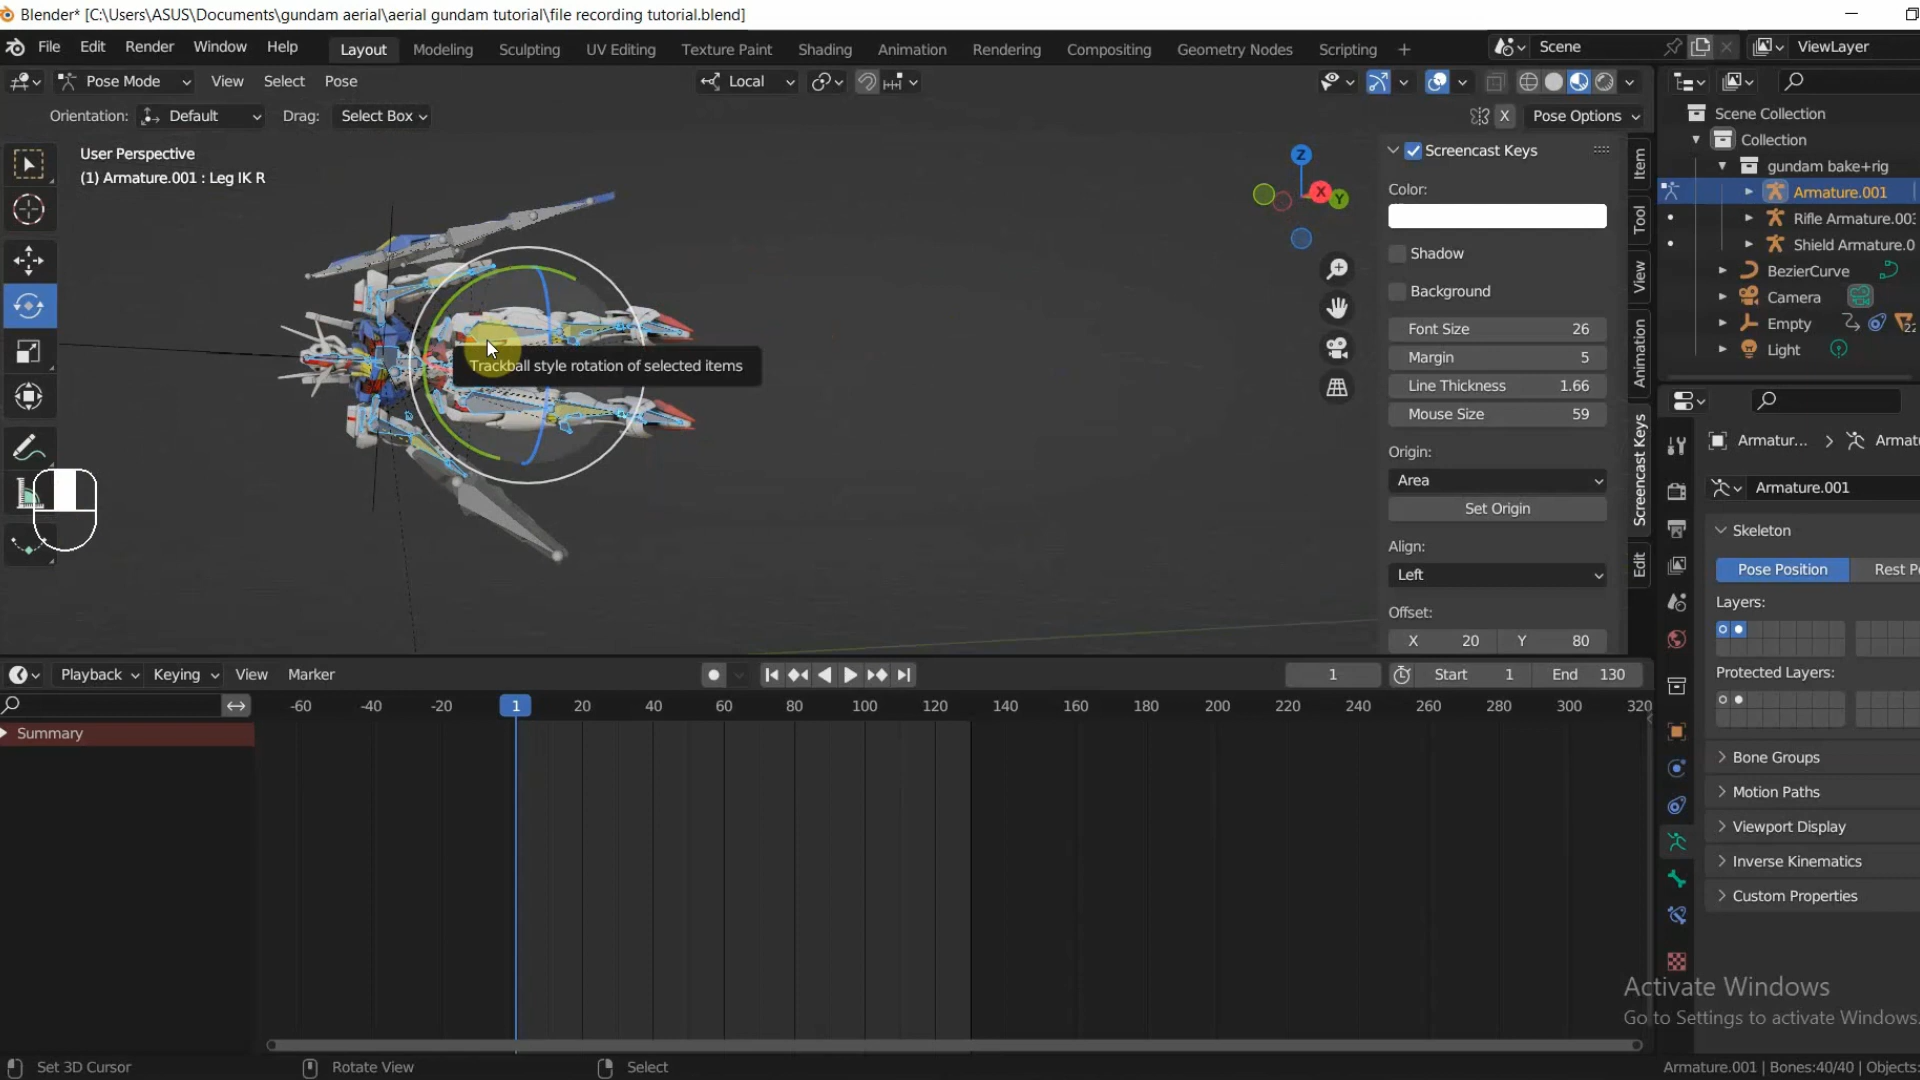 Blender* [C:\Users\ASUS\Documents\gundam aerial\aerial gundam tutorial\file recording tutorial.blend]
File Edit Render Window Help Layout Modeling Sculpting UV Editing Texture Paint Shading Animation Rendering Compositing Geometry Nodes Scripting + Scene ViewLayer
Pose Mode View Select Pose Local
Orientation: Default Drag: Select Box X Pose Options
User Perspective
(1) Armature.001 : Leg IK R
Trackball style rotation of selected items
Z
X
Y
Screencast Keys
Color:
Shadow
Background
Font Size 26
Margin 5
Line Thickness 1.66
Mouse Size 59
Origin:
Area
Set Origin
Align:
Left
Offset:
X 20 Y 80
Item
Tool
View
Animation
Screencast Keys
Edit
Scene Collection
Collection
gundam bake+rig
Armature.001
Rifle Armature.00
Shield Armature.0
BezierCurve
Camera
Empty 22
Light
Armatur... Armat
Armature.001
Skeleton
Pose Position Rest P
Layers:
Protected Layers:
Bone Groups
Motion Paths
Viewport Display
Inverse Kinematics
Custom Properties
Playback Keying View Marker 1 Start 1 End 130
-60 -40 -20 1 20 40 60 80 100 120 140 160 180 200 220 240 260 280 300 320
Summary
Activate Windows
Go to Settings to activate Windows.
Set 3D Cursor Rotate View Select Armature.001 | Bones:40/40 | Objects: